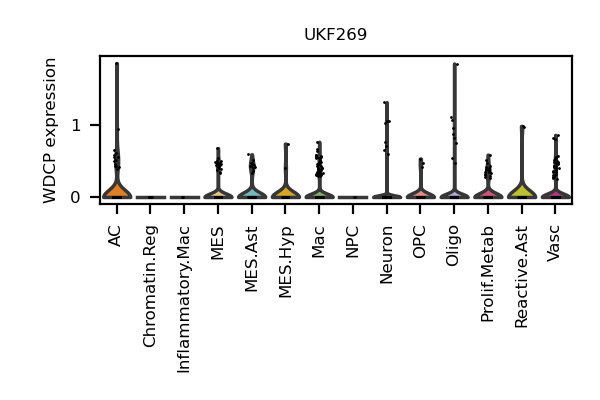 UKF269
WDCP expression
1
0
AC
Chromatin.Reg
Inflammatory.Mac
MES
MES.Ast
MES.Hyp
Mac
NPC
Neuron
OPC
Oligo
Prolif.Metab
Reactive.Ast
Vasc